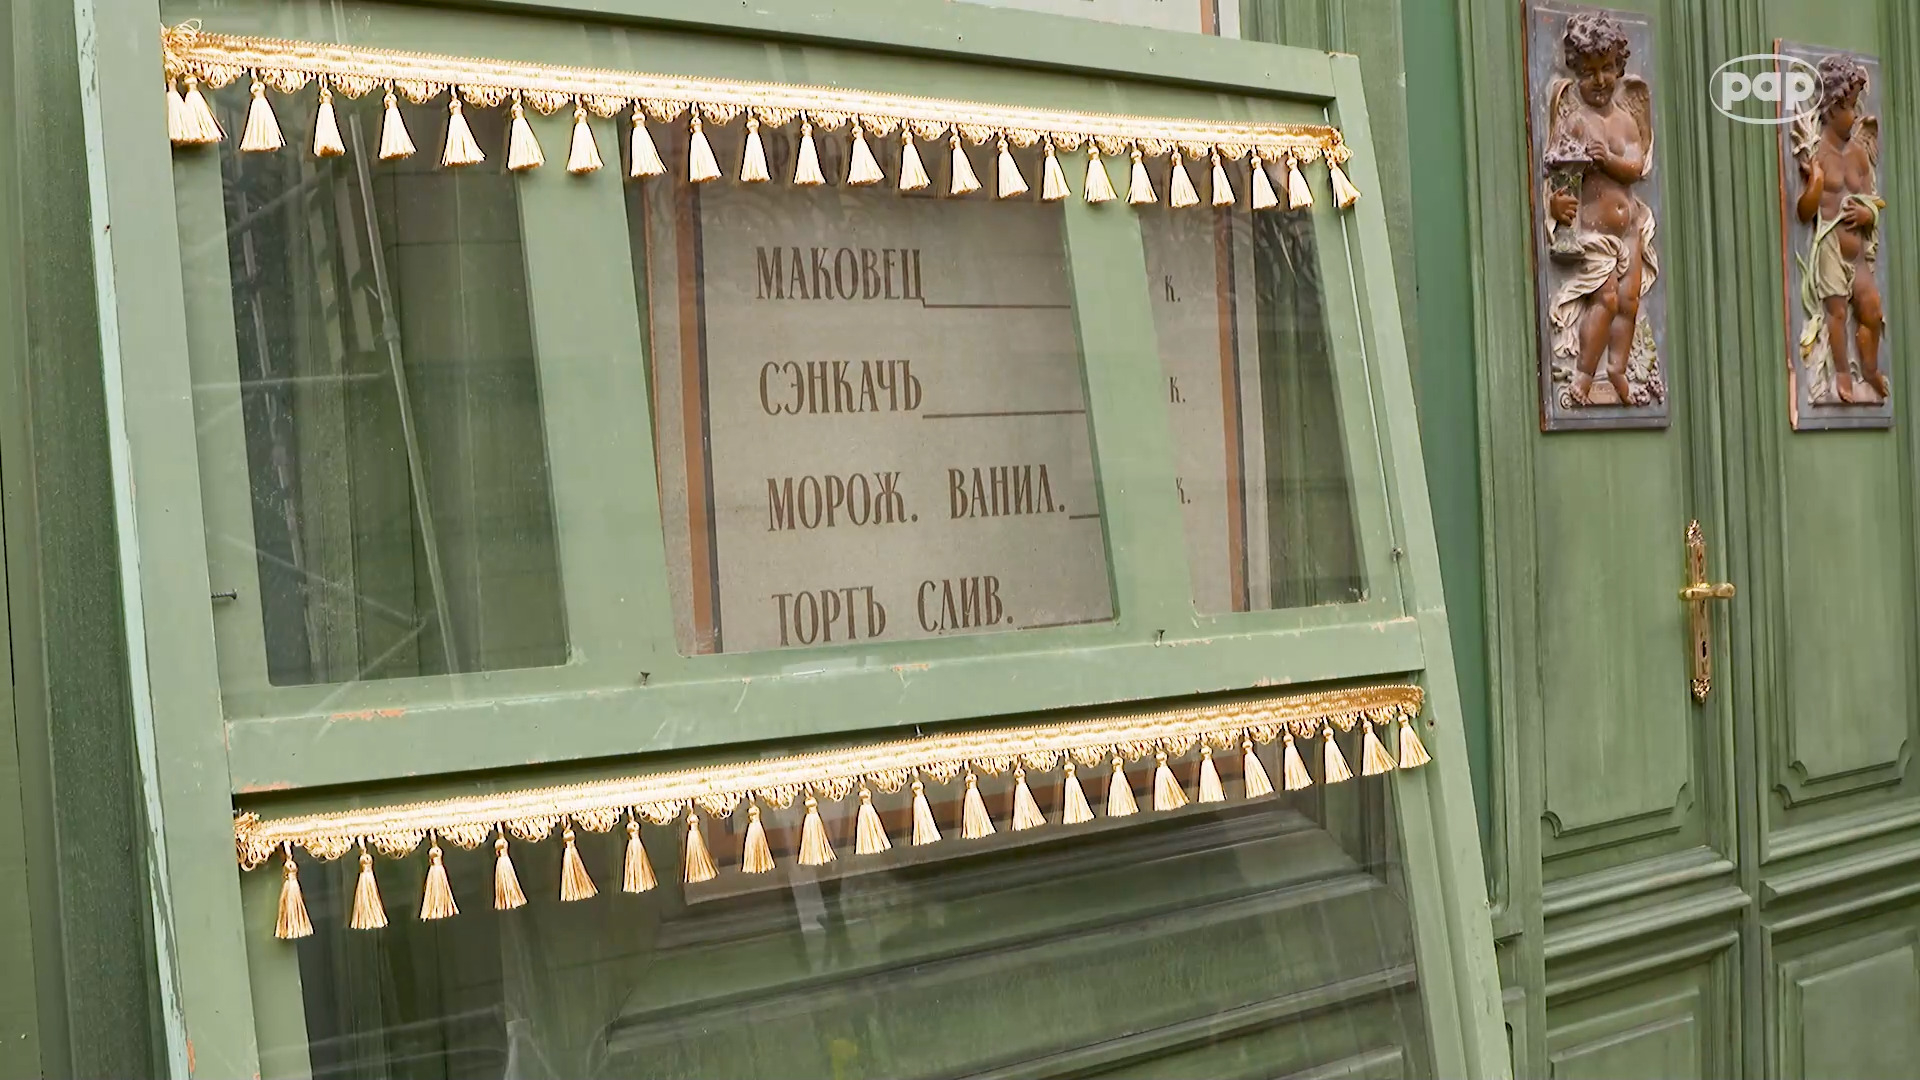 pap
МАКОВЕЦ к.
СЭНКАЧЪ к.
МОРОЖ. ВАНИЛ. к.
ТОРТЪ СЛИВ.